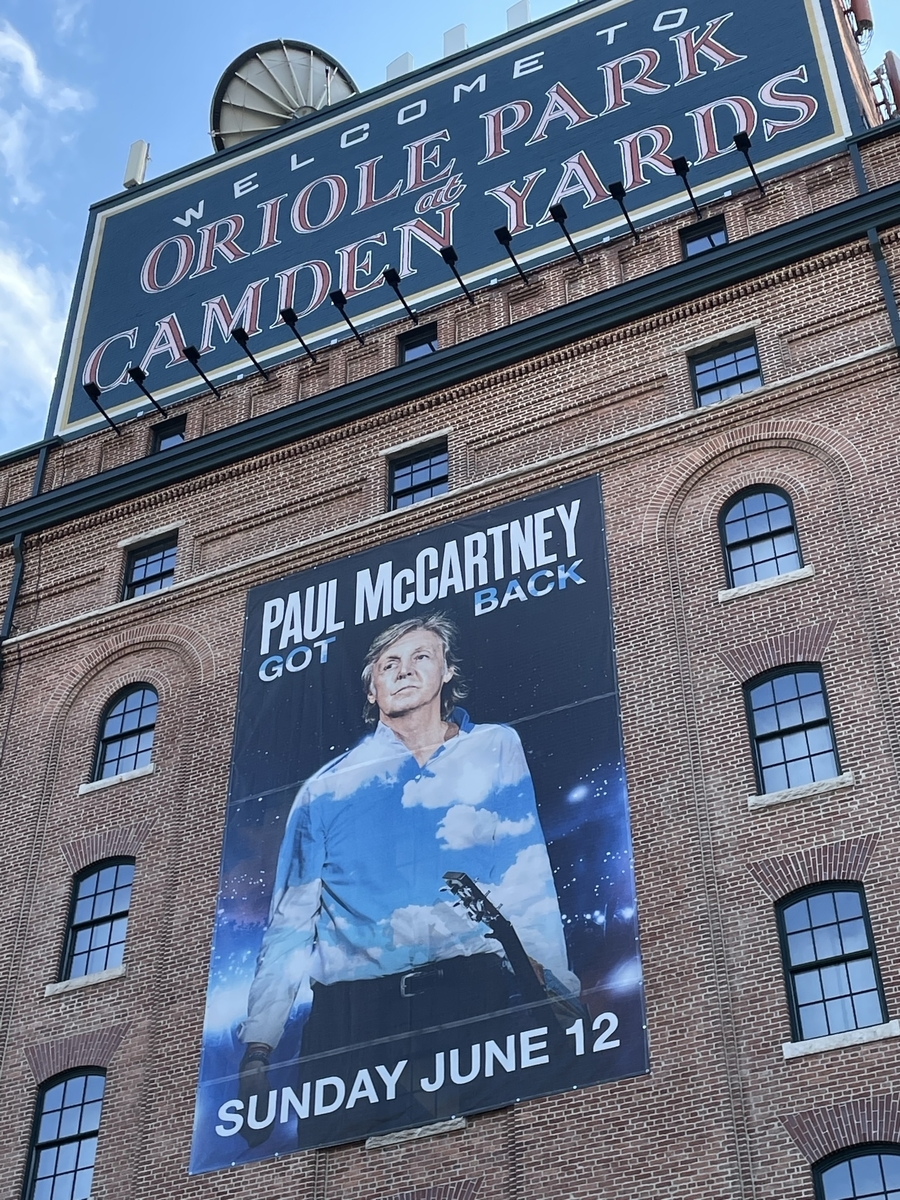 WELCOME TO
ORIOLE PARK
at
CAMDEN YARDS
PAUL McCARTNEY
GOT BACK
SUNDAY JUNE 12